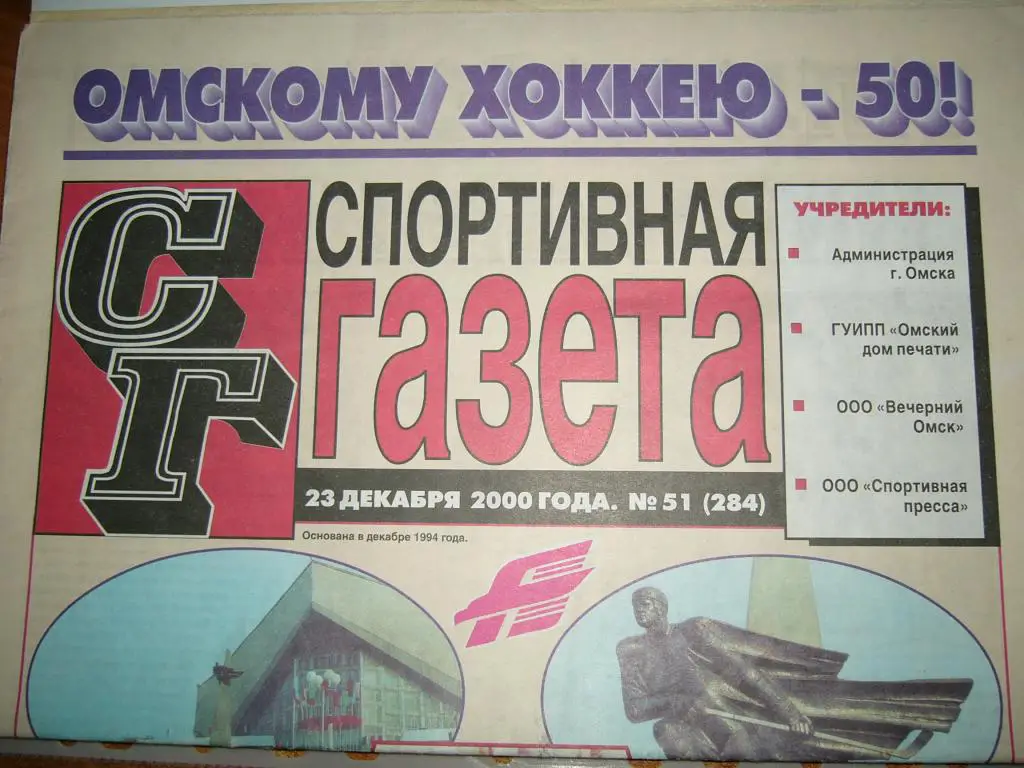 ОМСКОМУ ХОККЕЮ - 50!
СГ
СПОРТИВНАЯ
газета
23 ДЕКАБРЯ 2000 ГОДА. № 51 (284)
Основана в декабре 1994 года.
УЧРЕДИТЕЛИ:
Администрация
г. Омска
ГУИПП «Омский
дом печати»
ООО «Вечерний
Омск»
ООО «Спортивная
пресса»